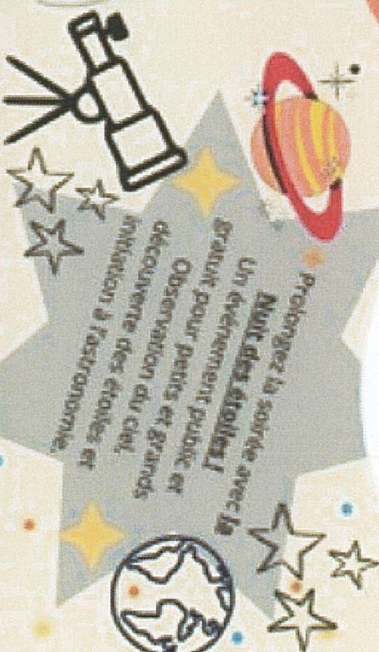 Prolongez la soirée avec la
Nuit des étoiles !
Un événement public et
gratuit pour petits et grands
Observation du ciel,
découverte des étoiles et
initiation à l'astronomie.